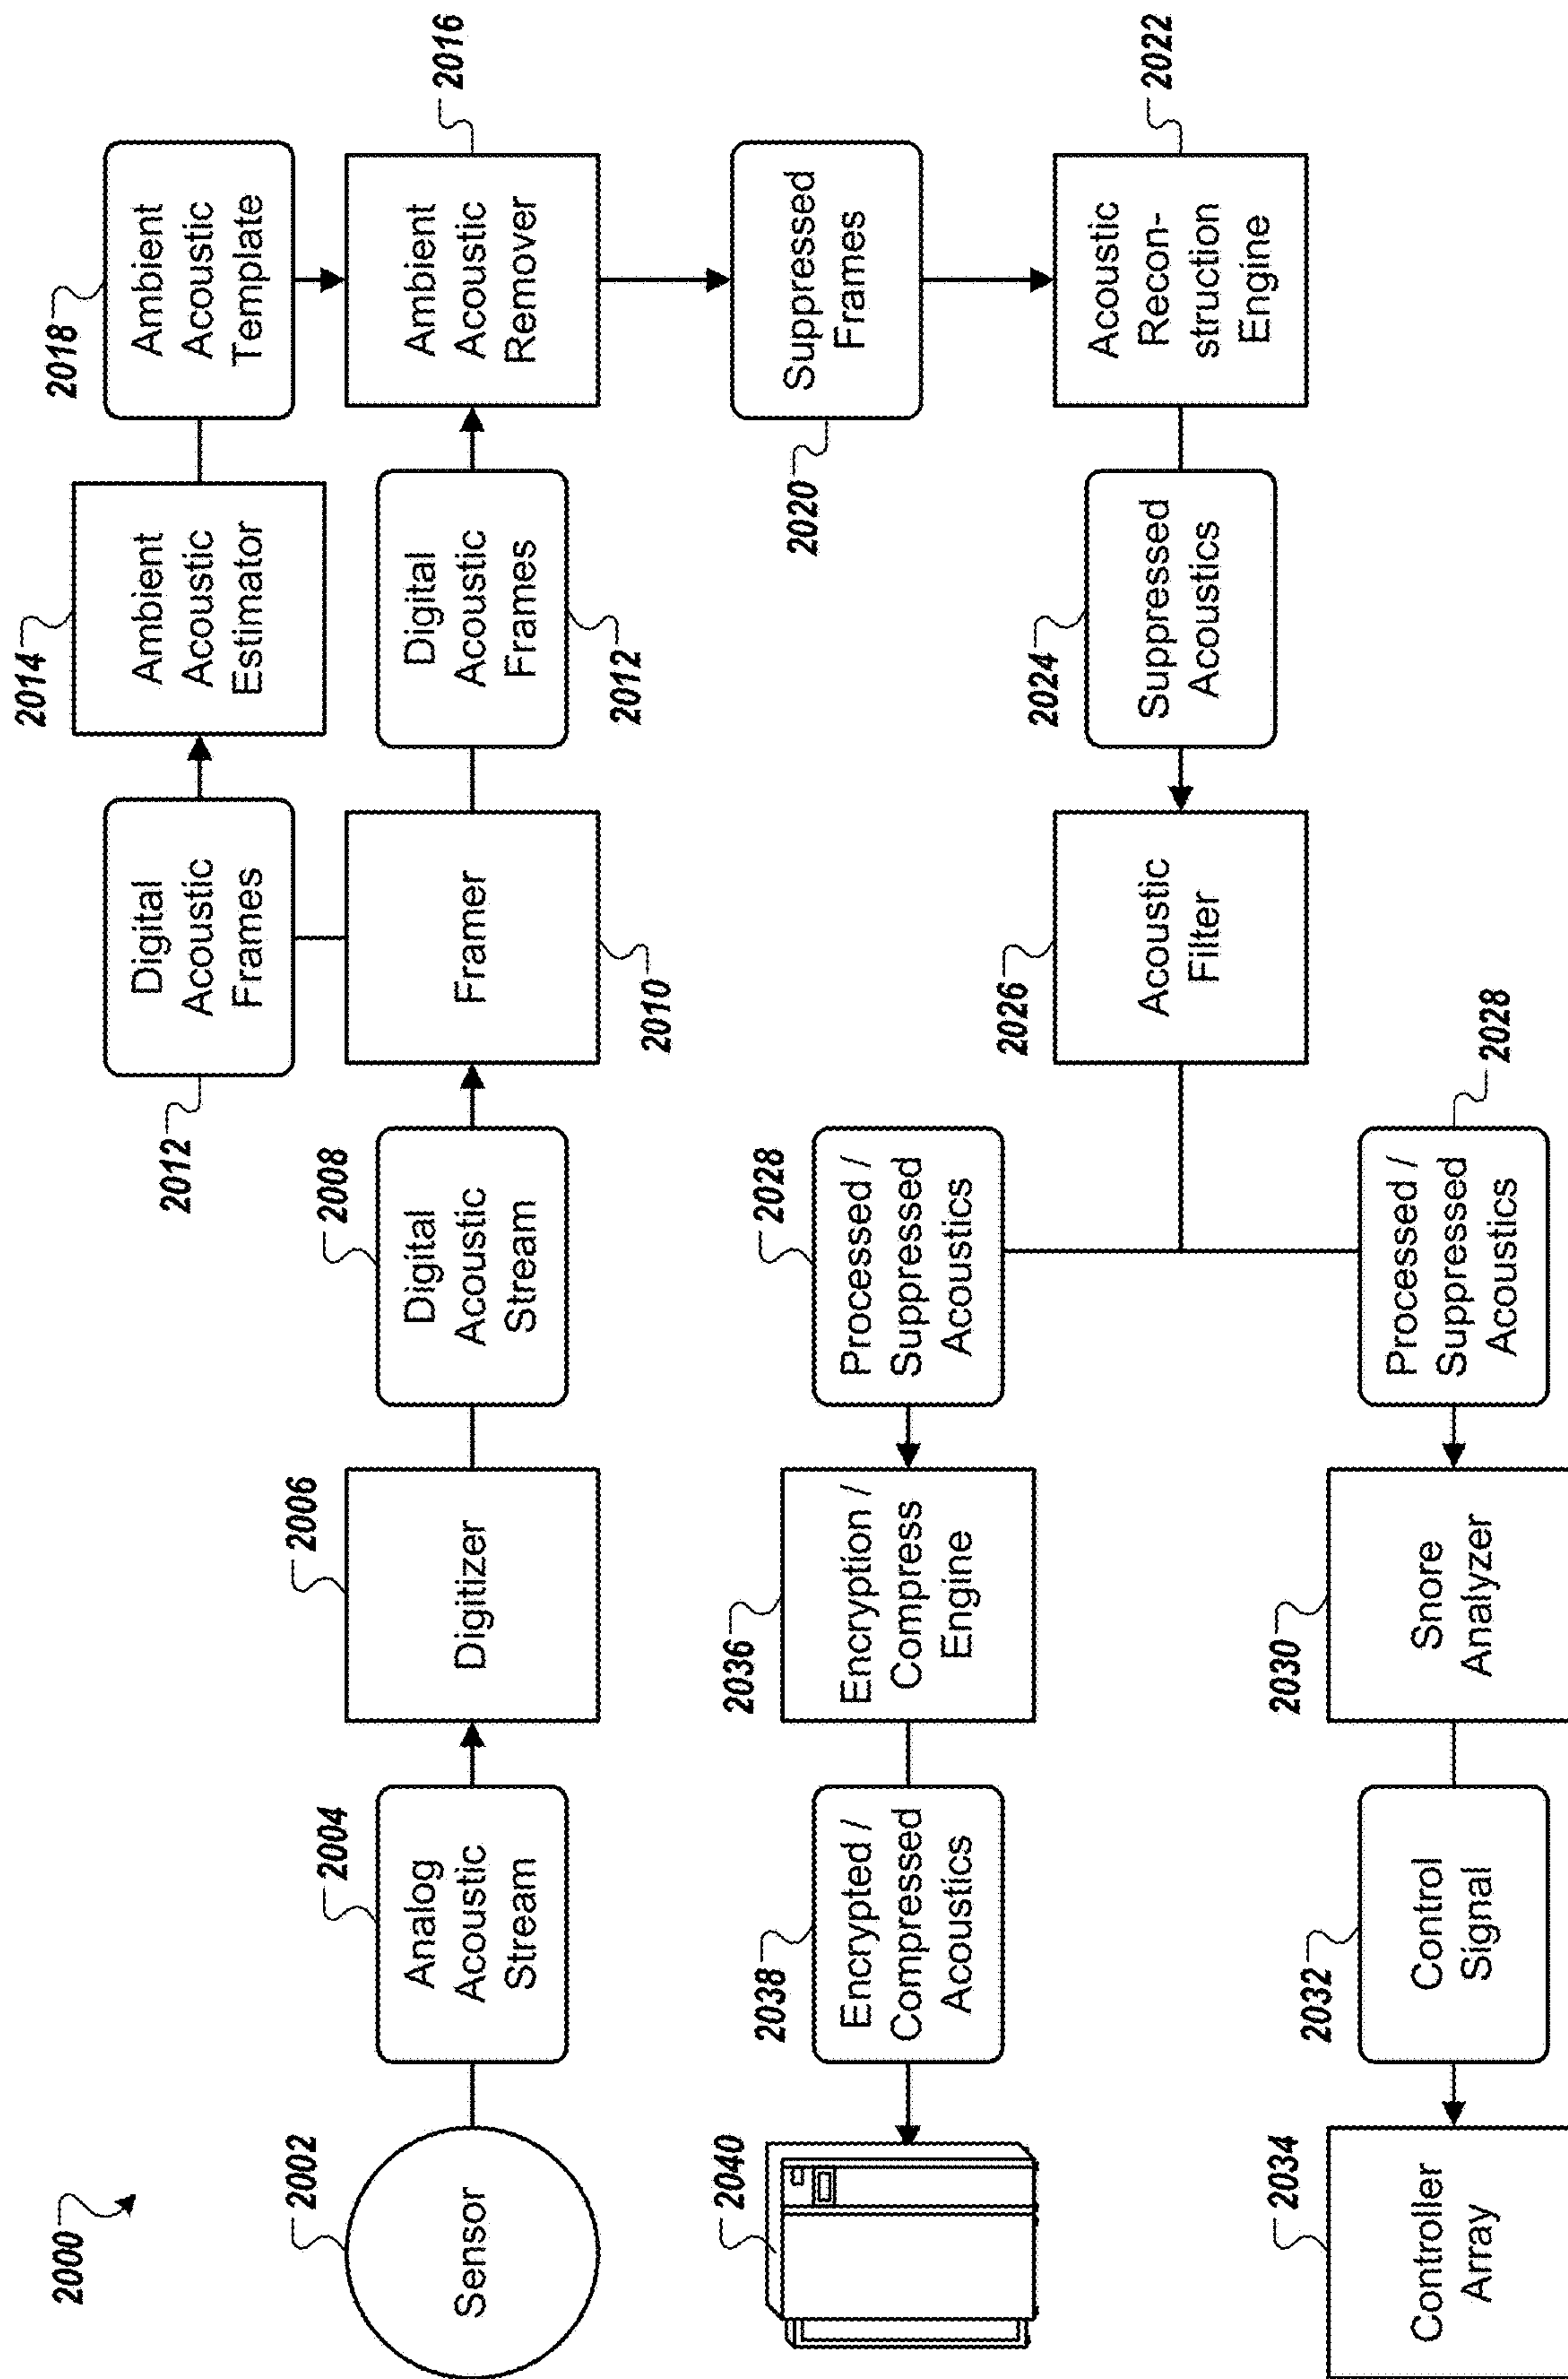 2000
2002
Sensor
2004
Analog
Acoustic
Stream
2006
Digitizer
2008
Digital
Acoustic
Stream
2010
Framer
2012
Digital
Acoustic
Frames
2014
Ambient
Acoustic
Estimator
2018
Ambient
Acoustic
Template
Digital
Acoustic
Frames
2012
2016
Ambient
Acoustic
Remover
Suppressed
Frames
2020
2022
Acoustic
Recon-
struction
Engine
2024
Suppressed
Acoustics
2026
Acoustic
Filter
2028
Processed /
Suppressed
Acoustics
2036
Encryption /
Compress
Engine
2038
Encrypted /
Compressed
Acoustics
2040
2028
Processed /
Suppressed
Acoustics
2030
Snore
Analyzer
2032
Control
Signal
2034
Controller
Array